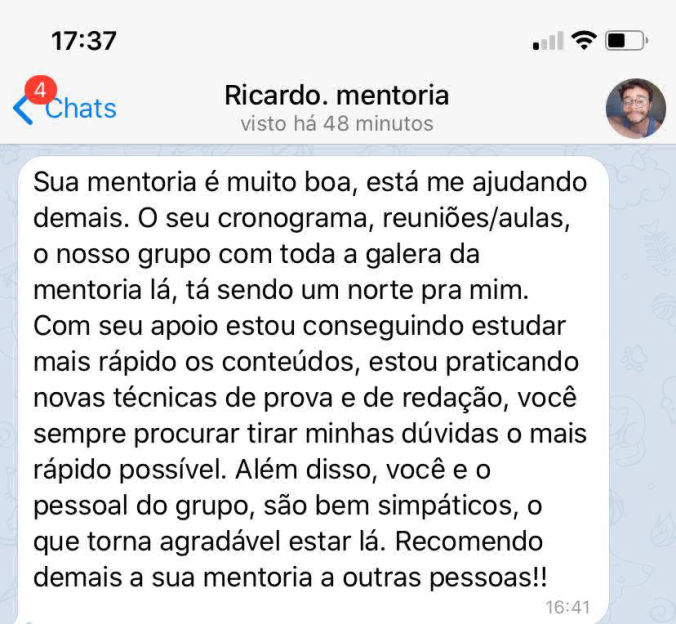 17:37
4
Chats
Ricardo. mentoria
visto há 48 minutos
Sua mentoria é muito boa, está me ajudando
demais. O seu cronograma, reuniões/aulas,
o nosso grupo com toda a galera da
mentoria lá, tá sendo um norte pra mim.
Com seu apoio estou conseguindo estudar
mais rápido os conteúdos, estou praticando
novas técnicas de prova e de redação, você
sempre procurar tirar minhas dúvidas o mais
rápido possível. Além disso, você e o
pessoal do grupo, são bem simpáticos, o
que torna agradável estar lá. Recomendo
demais a sua mentoria a outras pessoas!!
16:41